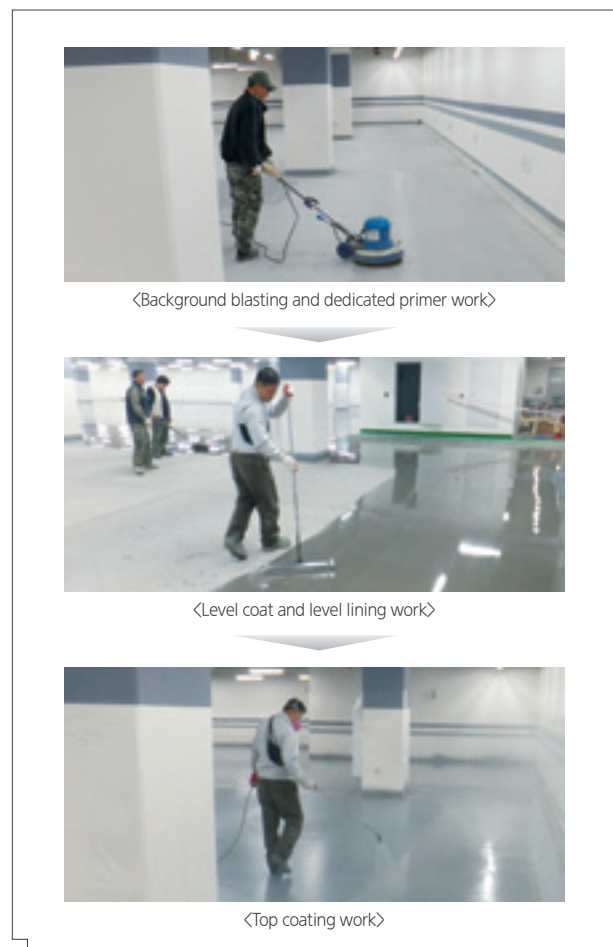 <Background blasting and dedicated primer work>
<Level coat and level lining work>
<Top coating work>